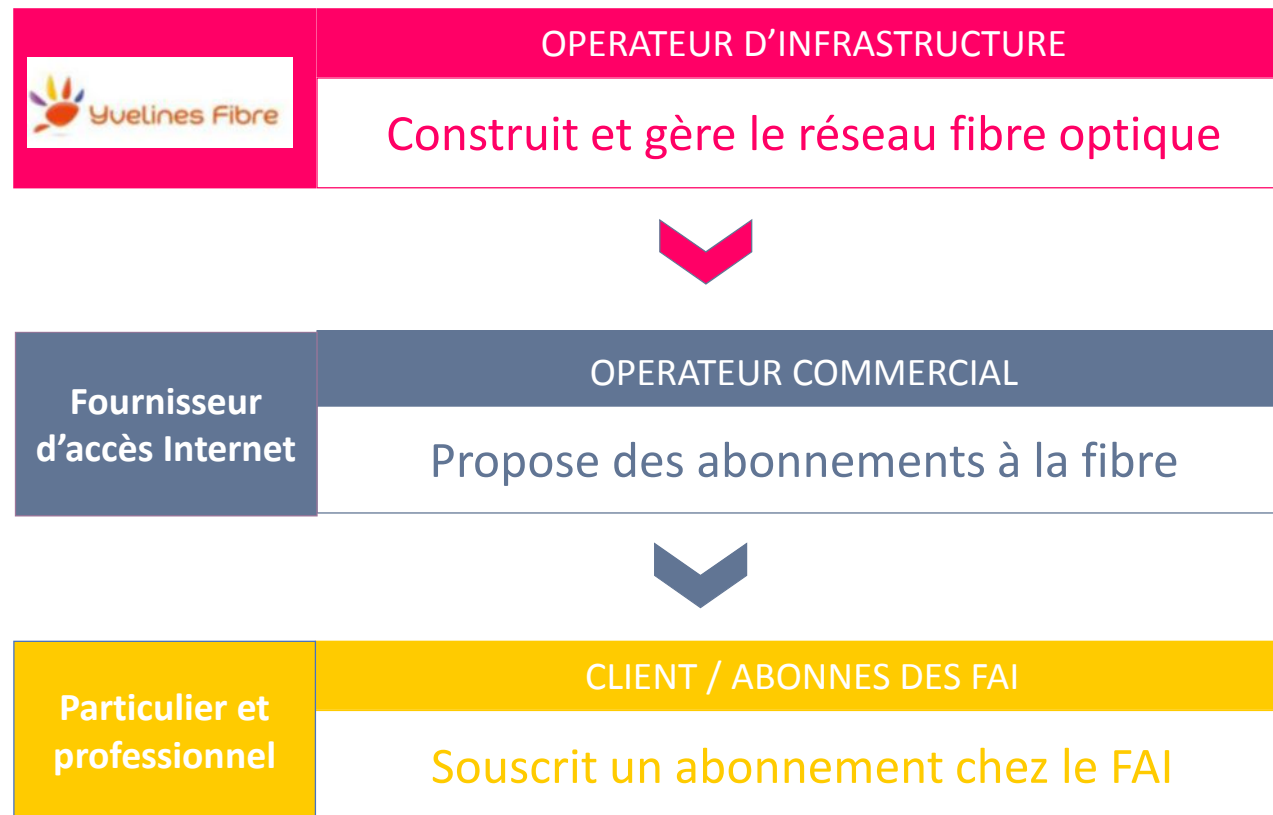 Yvelines Fibre
OPERATEUR D’INFRASTRUCTURE
Construit et gère le réseau fibre optique
Fournisseur
d’accès Internet
OPERATEUR COMMERCIAL
Propose des abonnements à la fibre
Particulier et
professionnel
CLIENT / ABONNES DES FAI
Souscrit un abonnement chez le FAI